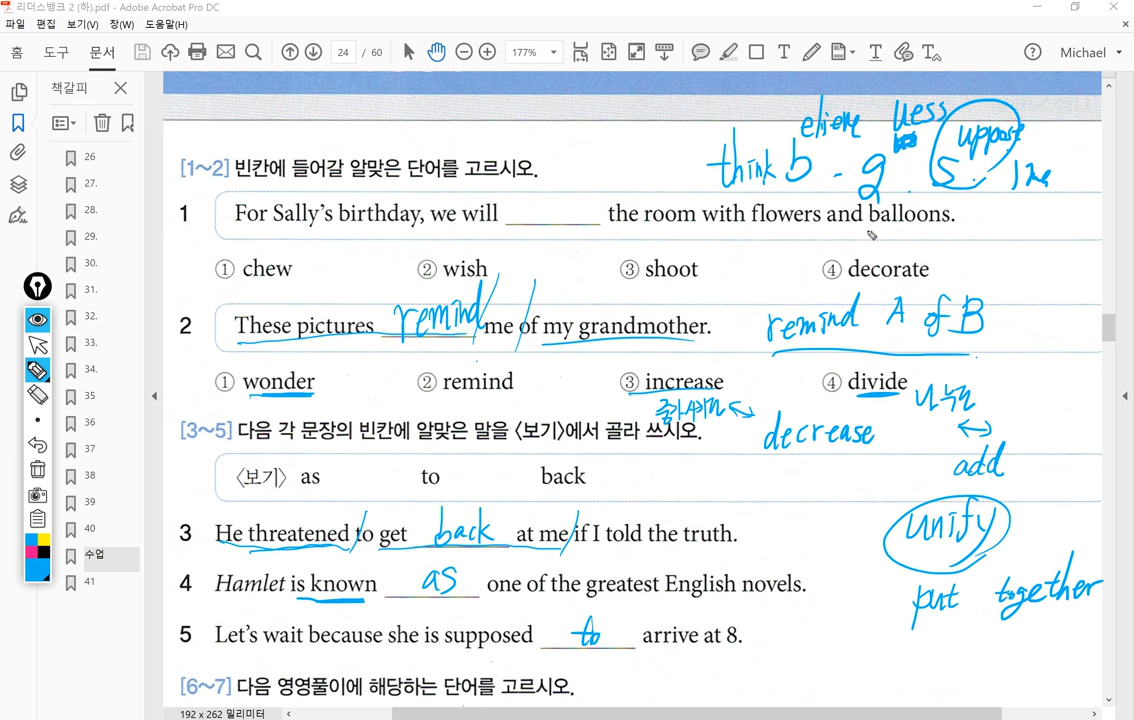 리더스뱅크 2 (하).pdf - Adobe Acrobat Pro DC
파일 편집 보기(V) 창(W) 도움말(H)
홈 도구 문서 24 / 60 177% Michael
책갈피
26
27.
28.
29.
30.
31.
32.
33.
34.
35
36
37
38
39
40
수업
41
elieve uess uppose
think b - g . s. I me
[1~2] 빈칸에 들어갈 알맞은 단어를 고르시오.
1 For Sally's birthday, we will ________ the room with flowers and balloons.
① chew ② wish ③ shoot ④ decorate
2 These pictures remind me of my grandmother. remind A of B
① wonder ② remind ③ increase ④ divide 나누다
decrease
[3~5] 다음 각 문장의 빈칸에 알맞은 말을 〈보기〉에서 골라 쓰시오.
add
〈보기〉 as to back
unify
3 He threatened to get back at me if I told the truth.
4 Hamlet is known as one of the greatest English novels.
put together
5 Let's wait because she is supposed to arrive at 8.
[6~7] 다음 영영풀이에 해당하는 단어를 고르시오.
192 x 262 밀리미터